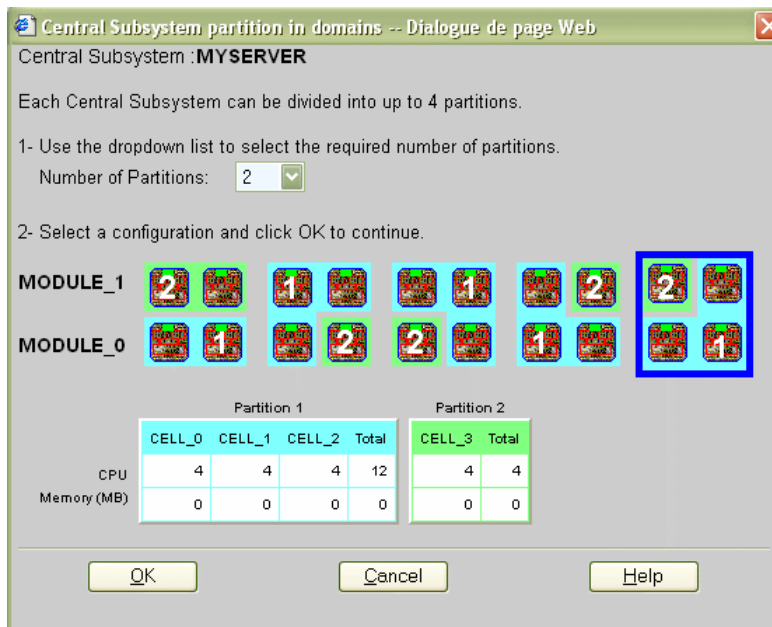 Central Subsystem partition in domains -- Dialogue de page Web
Central Subsystem :MYSERVER
Each Central Subsystem can be divided into up to 4 partitions.
1- Use the dropdown list to select the required number of partitions.
Number of Partitions: 2
2- Select a configuration and click OK to continue.
MODULE_1 2 1 1 2 2
MODULE_0 1 2 2 1 1
Partition 1 Partition 2
CELL_0 CELL_1 CELL_2 Total CELL_3 Total
CPU 4 4 4 12 4 4
Memory (MB) 0 0 0 0 0 0
OK Cancel Help